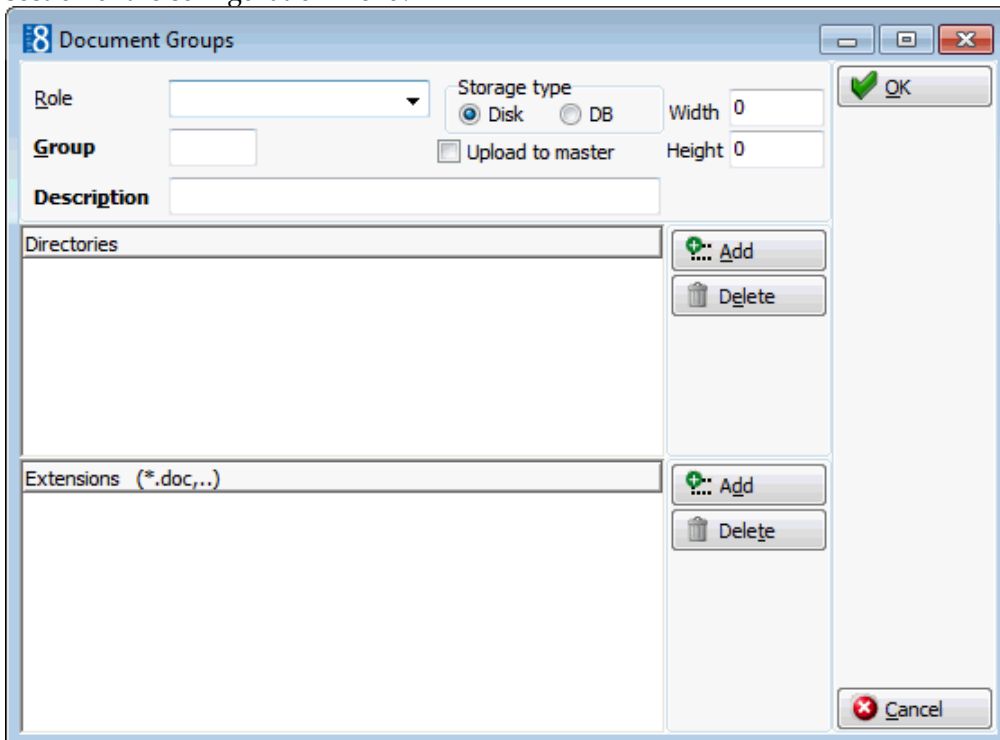 8 Document Groups
Role
Storage type
Disk DB
Width 0
OK
Group
Upload to master
Height 0
Description
Directories
Add
Delete
Extensions (*.doc,..)
Add
Delete
Cancel